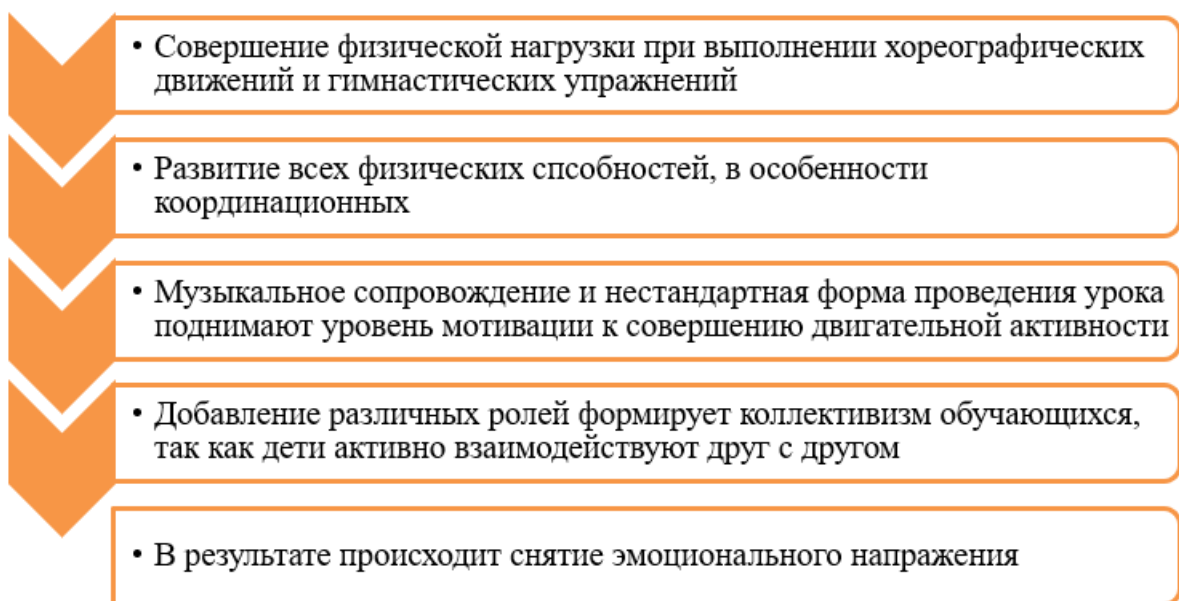 • Совершение физической нагрузки при выполнении хореографических
движений и гимнастических упражнений
• Развитие всех физических спсобностей, в особенности
координационных
• Музыкальное сопровождение и нестандартная форма проведения урока
поднимают уровень мотивации к совершению двигательной активности
• Добавление различных ролей формирует коллективизм обучающихся,
так как дети активно взаимодействуют друг с другом
• В результате происходит снятие эмоционального напражения